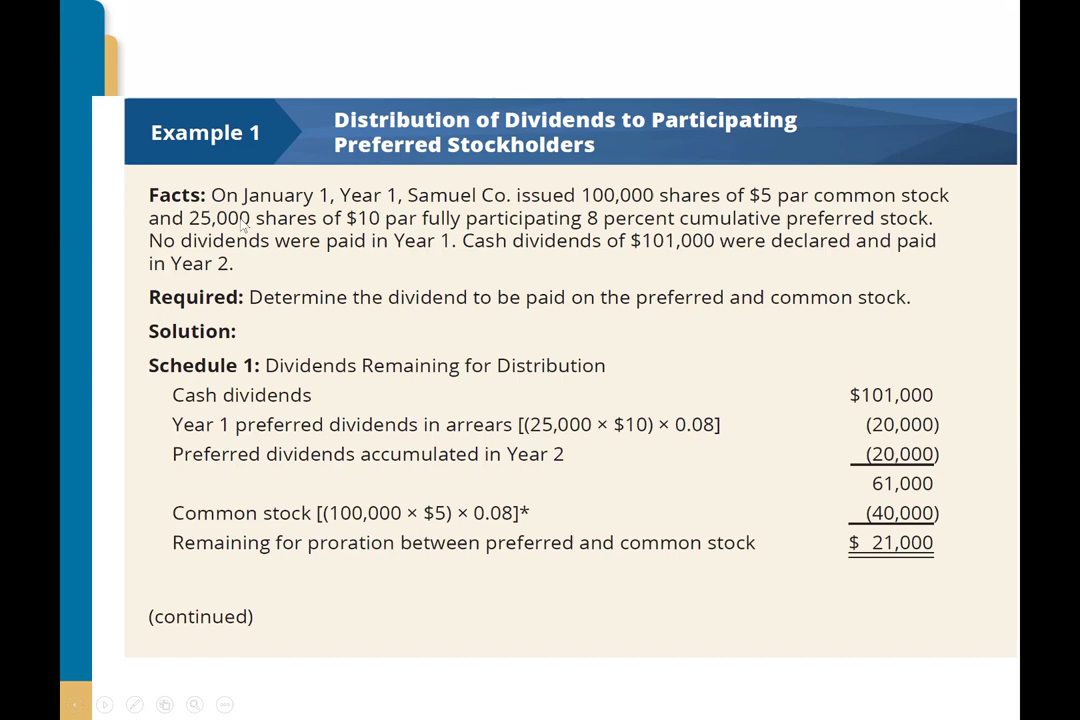 Example 1
Distribution of Dividends to Participating
Preferred Stockholders
Facts: On January 1, Year 1, Samuel Co. issued 100,000 shares of $5 par common stock
and 25,000 shares of $10 par fully participating 8 percent cumulative preferred stock.
No dividends were paid in Year 1. Cash dividends of $101,000 were declared and paid
in Year 2.
Required: Determine the dividend to be paid on the preferred and common stock.
Solution:
Schedule 1: Dividends Remaining for Distribution
Cash dividends $101,000
Year 1 preferred dividends in arrears [(25,000 × $10) × 0.08] (20,000)
Preferred dividends accumulated in Year 2 (20,000)
61,000
Common stock [(100,000 × $5) × 0.08]* (40,000)
Remaining for proration between preferred and common stock $ 21,000
(continued)